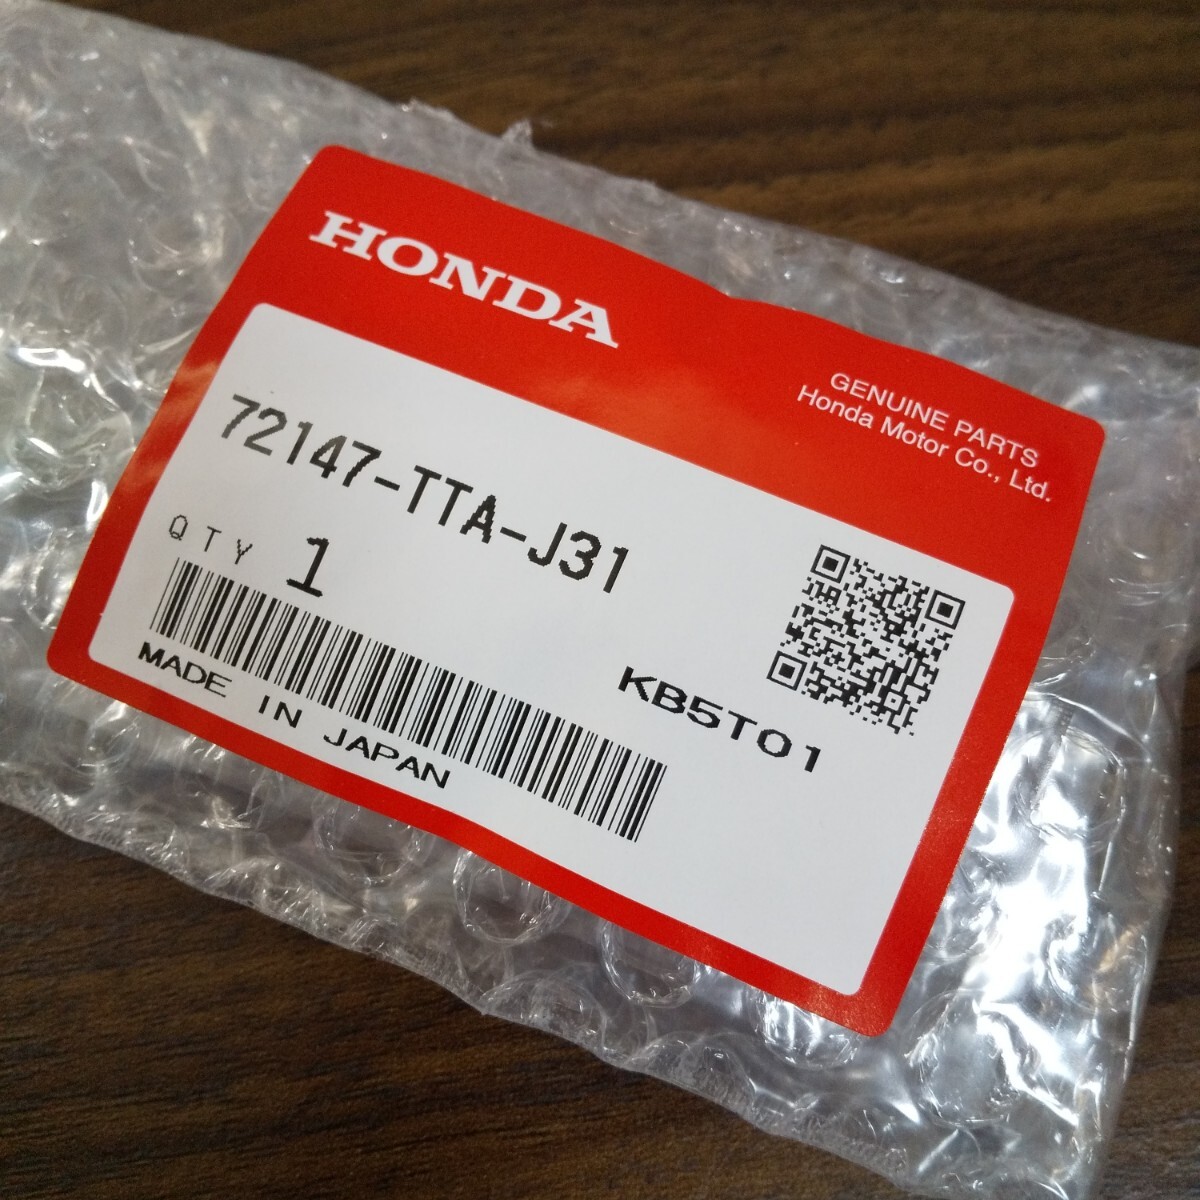 HONDA
GENUINE PARTS
Honda Motor Co., Ltd.
72147-TTA-J31
QTY 1
KB5T01
MADE IN JAPAN